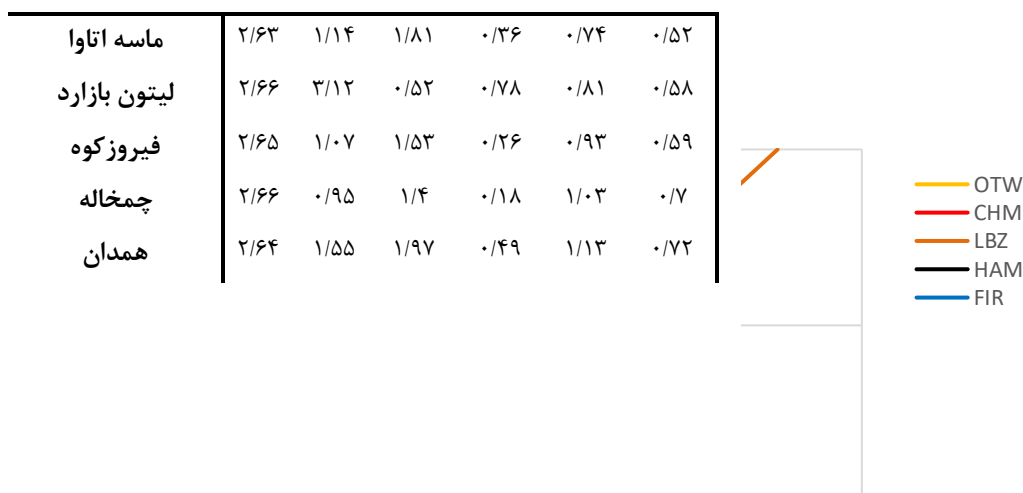 ماسه اتاوا ۲/۶۳ ۱/۱۴ ۱/۸۱ ۰/۳۶ ۰/۷۴ ۰/۵۲
لیتون بازارد ۲/۶۶ ۳/۱۲ ۰/۵۲ ۰/۷۸ ۰/۸۱ ۰/۵۸
فیروزکوه ۲/۶۵ ۱/۰۷ ۱/۵۳ ۰/۲۶ ۰/۹۳ ۰/۵۹
چمخاله ۲/۶۶ ۰/۹۵ ۱/۴ ۰/۱۸ ۱/۰۳ ۰/۷
همدان ۲/۶۴ ۱/۵۵ ۱/۹۷ ۰/۴۹ ۱/۱۳ ۰/۷۲
OTW
CHM
LBZ
HAM
FIR